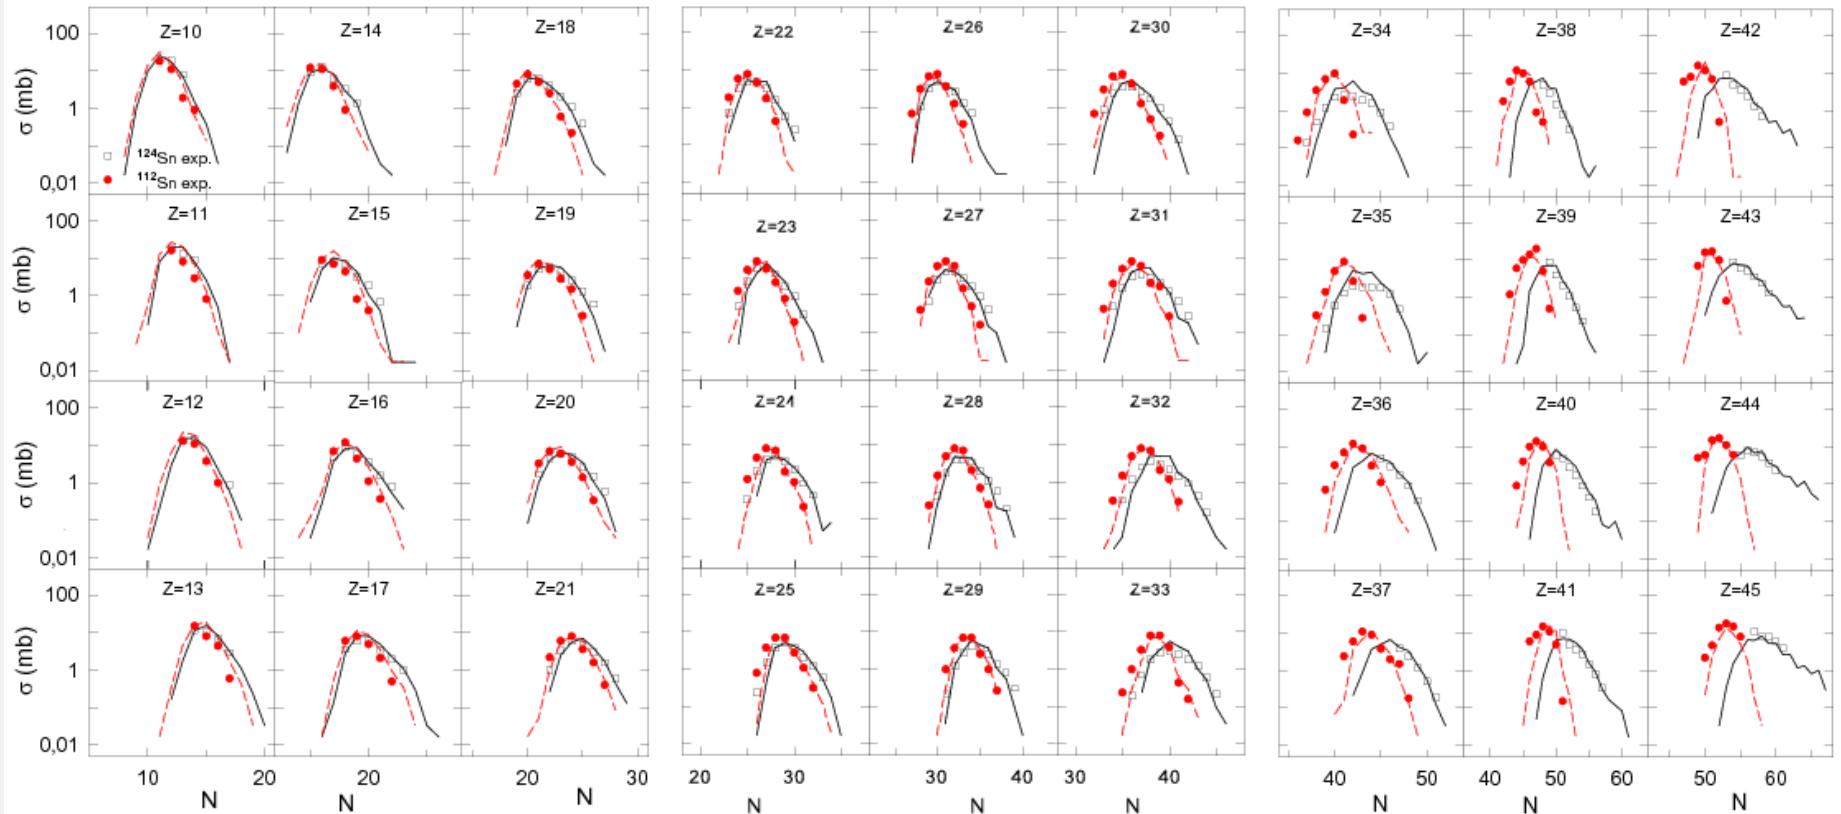 Z=10 Z=14 Z=18 Z=22 Z=26 Z=30 Z=34 Z=38 Z=42
100
σ (mb)
1
□ ¹²⁴Sn exp.
● ¹¹²Sn exp.
0,01
Z=11 Z=15 Z=19 Z=23 Z=27 Z=31 Z=35 Z=39 Z=43
100
σ (mb)
1
0,01
Z=12 Z=16 Z=20 Z=24 Z=28 Z=32 Z=36 Z=40 Z=44
100
σ (mb)
1
0,01
Z=13 Z=17 Z=21 Z=25 Z=29 Z=33 Z=37 Z=41 Z=45
100
σ (mb)
1
0,01
10 20 20 20 30 20 30 30 40 30 40 40 50 40 50 60 50 60
N N N N N N N N N